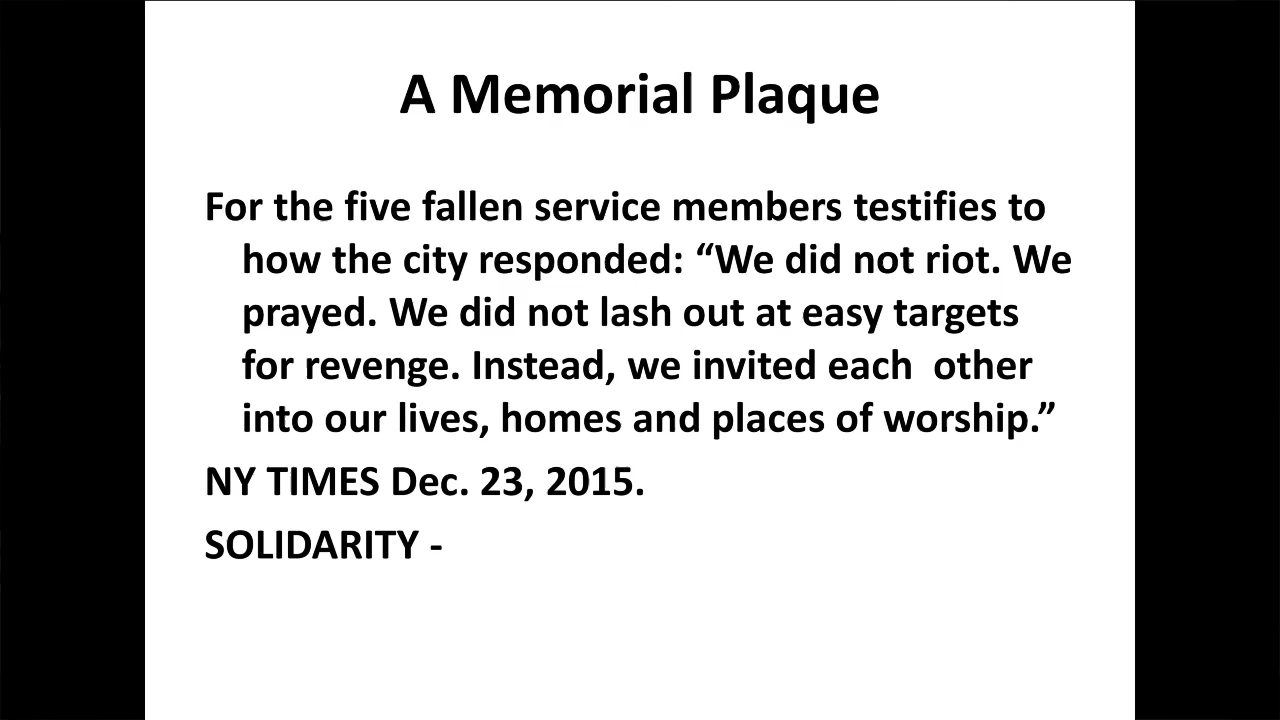 A Memorial Plaque
For the five fallen service members testifies to
how the city responded: “We did not riot. We
prayed. We did not lash out at easy targets
for revenge. Instead, we invited each  other
into our lives, homes and places of worship.”
NY TIMES Dec. 23, 2015.
SOLIDARITY -